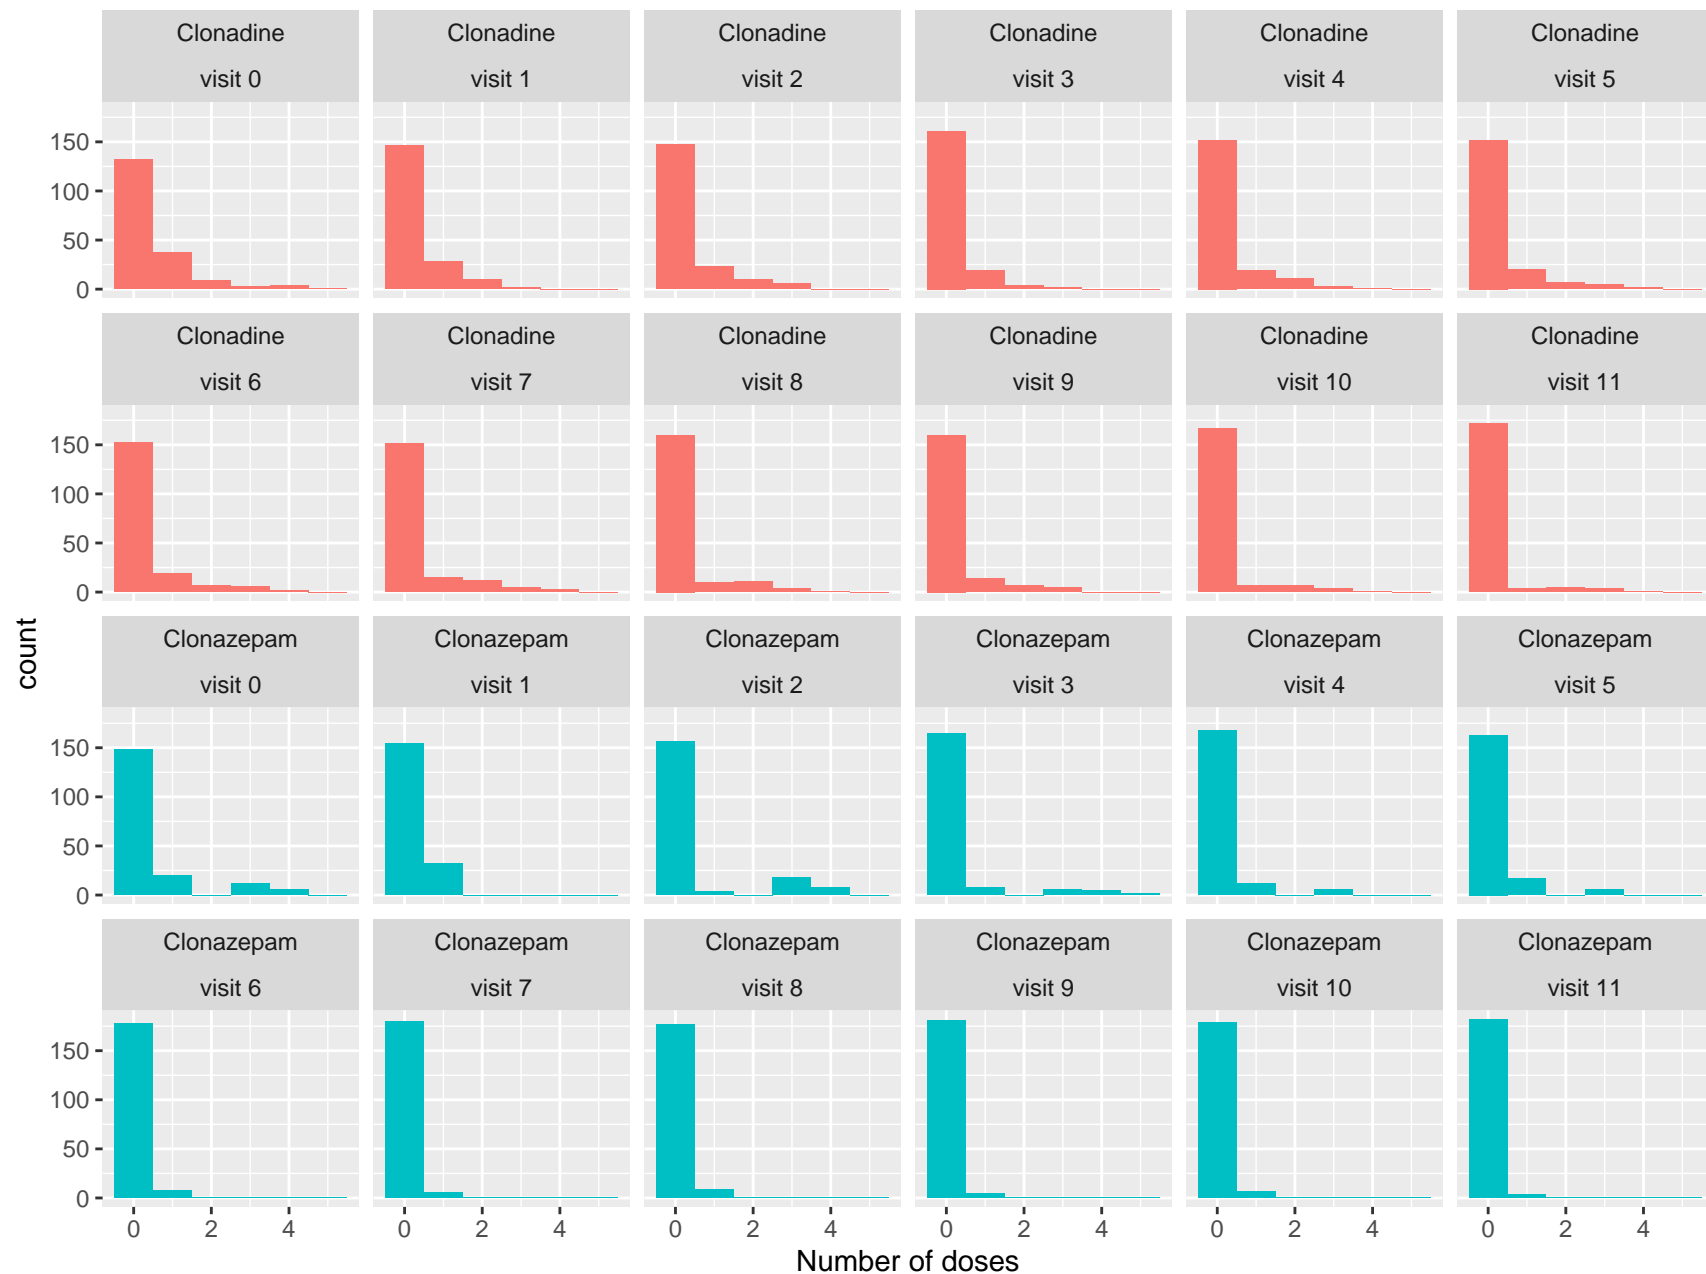 Clonadine Clonadine Clonadine Clonadine Clonadine Clonadine
visit 0 visit 1 visit 2 visit 3 visit 4 visit 5
150
100
50
0
Clonadine Clonadine Clonadine Clonadine Clonadine Clonadine
visit 6 visit 7 visit 8 visit 9 visit 10 visit 11
150
100
50
0
count
Clonazepam Clonazepam Clonazepam Clonazepam Clonazepam Clonazepam
visit 0 visit 1 visit 2 visit 3 visit 4 visit 5
150
100
50
0
Clonazepam Clonazepam Clonazepam Clonazepam Clonazepam Clonazepam
visit 6 visit 7 visit 8 visit 9 visit 10 visit 11
150
100
50
0
0 2 4 0 2 4 0 2 4 0 2 4 0 2 4 0 2 4
Number of doses